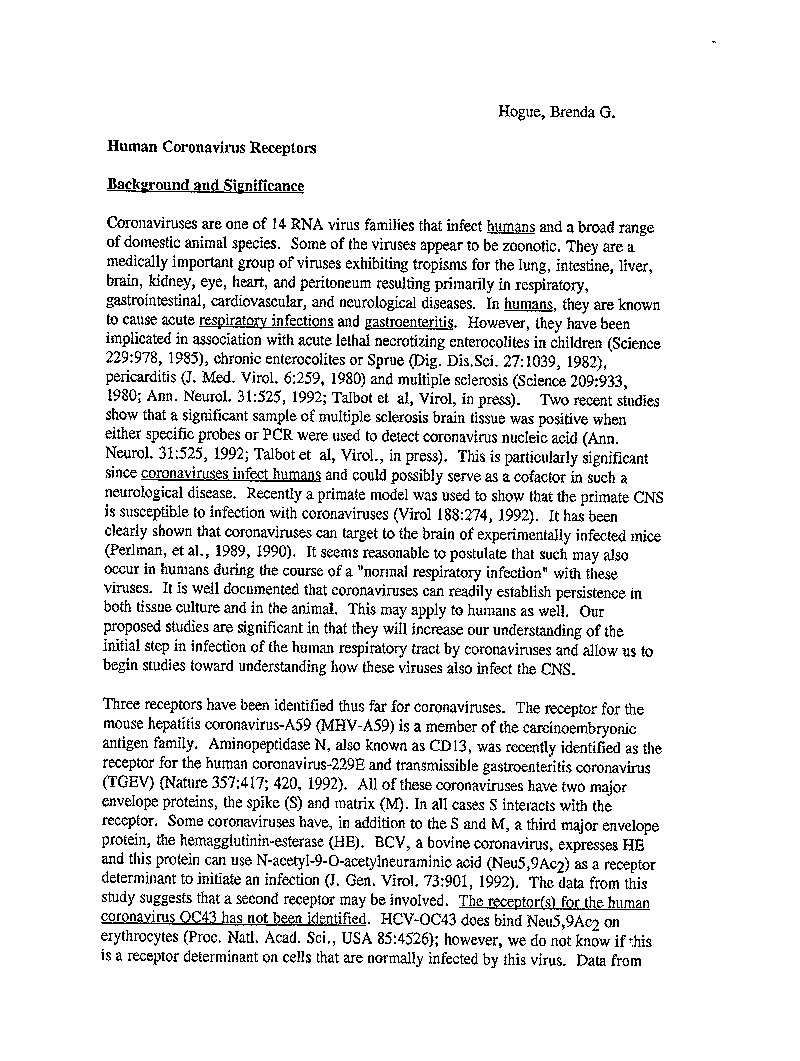 Hogue, Brenda G.
Human Coronavirus Receptors
Background and Significance
Coronaviruses are one of 14 RNA virus families that infect humans and a broad range
of domestic animal species. Some of the viruses appear to be zoonotic. They are a
medically important group of viruses exhibiting tropisms for the lung, intestine, liver,
brain, kidney, eye, heart, and peritoneum resulting primarily in respiratory,
gastrointestinal, cardiovascular, and neurological diseases. In humans, they are known
to cause acute respiratory infections and gastroenteritis. However, they have been
implicated in association with acute lethal necrotizing enterocolites in children (Science
229:978, 1985), chronic enterocolites or Sprue (Dig. Dis.Sci. 27:1039, 1982),
pericarditis (J. Med. Virol. 6:259, 1980) and multiple sclerosis (Science 209:933,
1980; Ann. Neurol. 31:525, 1992; Talbot et al, Virol, in press). Two recent studies
show that a significant sample of multiple sclerosis brain tissue was positive when
either specific probes or PCR were used to detect coronavirus nucleic acid (Ann.
Neurol. 31:525, 1992; Talbot et al, Virol., in press). This is particularly significant
since coronaviruses infect humans and could possibly serve as a cofactor in such a
neurological disease. Recently a primate model was used to show that the primate CNS
is susceptible to infection with coronaviruses (Virol 188:274, 1992). It has been
clearly shown that coronaviruses can target to the brain of experimentally infected mice
(Perlman, et al., 1989, 1990). It seems reasonable to postulate that such may also
occur in humans during the course of a "normal respiratory infection" with these
viruses. It is well documented that coronaviruses can readily establish persistence in
both tissue culture and in the animal. This may apply to humans as well. Our
proposed studies are significant in that they will increase our understanding of the
initial step in infection of the human respiratory tract by coronaviruses and allow us to
begin studies toward understanding how these viruses also infect the CNS.
Three receptors have been identified thus far for coronaviruses. The receptor for the
mouse hepatitis coronavirus-A59 (MHV-A59) is a member of the carcinoembryonic
antigen family. Aminopeptidase N, also known as CD13, was recently identified as the
receptor for the human coronavirus-229E and transmissible gastroenteritis coronavirus
(TGEV) (Nature 357:417; 420, 1992). All of these coronaviruses have two major
envelope proteins, the spike (S) and matrix (M). In all cases S interacts with the
receptor. Some coronaviruses have, in addition to the S and M, a third major envelope
protein, the hemagglutinin-esterase (HE). BCV, a bovine coronavirus, expresses HE
and this protein can use N-acetyl-9-O-acetylneuraminic acid (Neu5,9Ac2) as a receptor
determinant to initiate an infection (J. Gen. Virol. 73:901, 1992). The data from this
study suggests that a second receptor may be involved. The receptor(s) for the human
coronavirus OC43 has not been identified. HCV-OC43 does bind Neu5,9Ac2 on
erythrocytes (Proc. Natl. Acad. Sci., USA 85:4526); however, we do not know if this
is a receptor determinant on cells that are normally infected by this virus. Data from